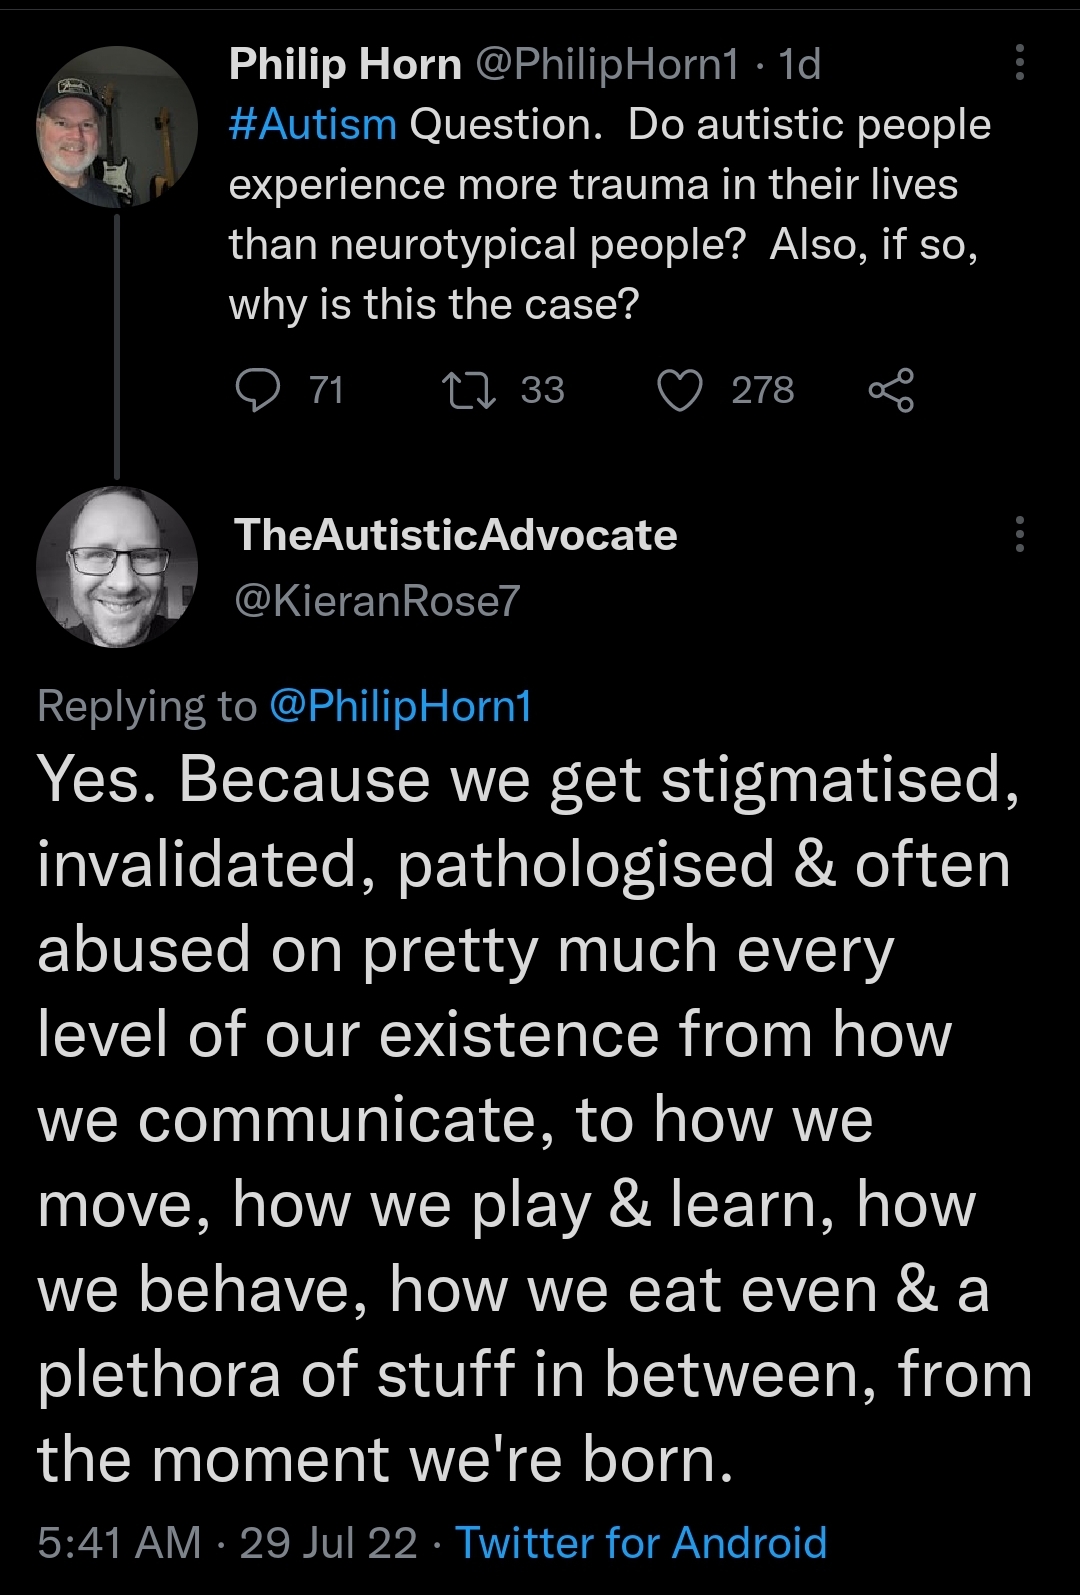 Philip Horn @PhilipHorn1 · 1d
#Autism Question.  Do autistic people
experience more trauma in their lives
than neurotypical people?  Also, if so,
why is this the case?
71 33 278
TheAutisticAdvocate
@KieranRose7
Replying to @PhilipHorn1
Yes. Because we get stigmatised,
invalidated, pathologised & often
abused on pretty much every
level of our existence from how
we communicate, to how we
move, how we play & learn, how
we behave, how we eat even & a
plethora of stuff in between, from
the moment we're born.
5:41 AM · 29 Jul 22 · Twitter for Android